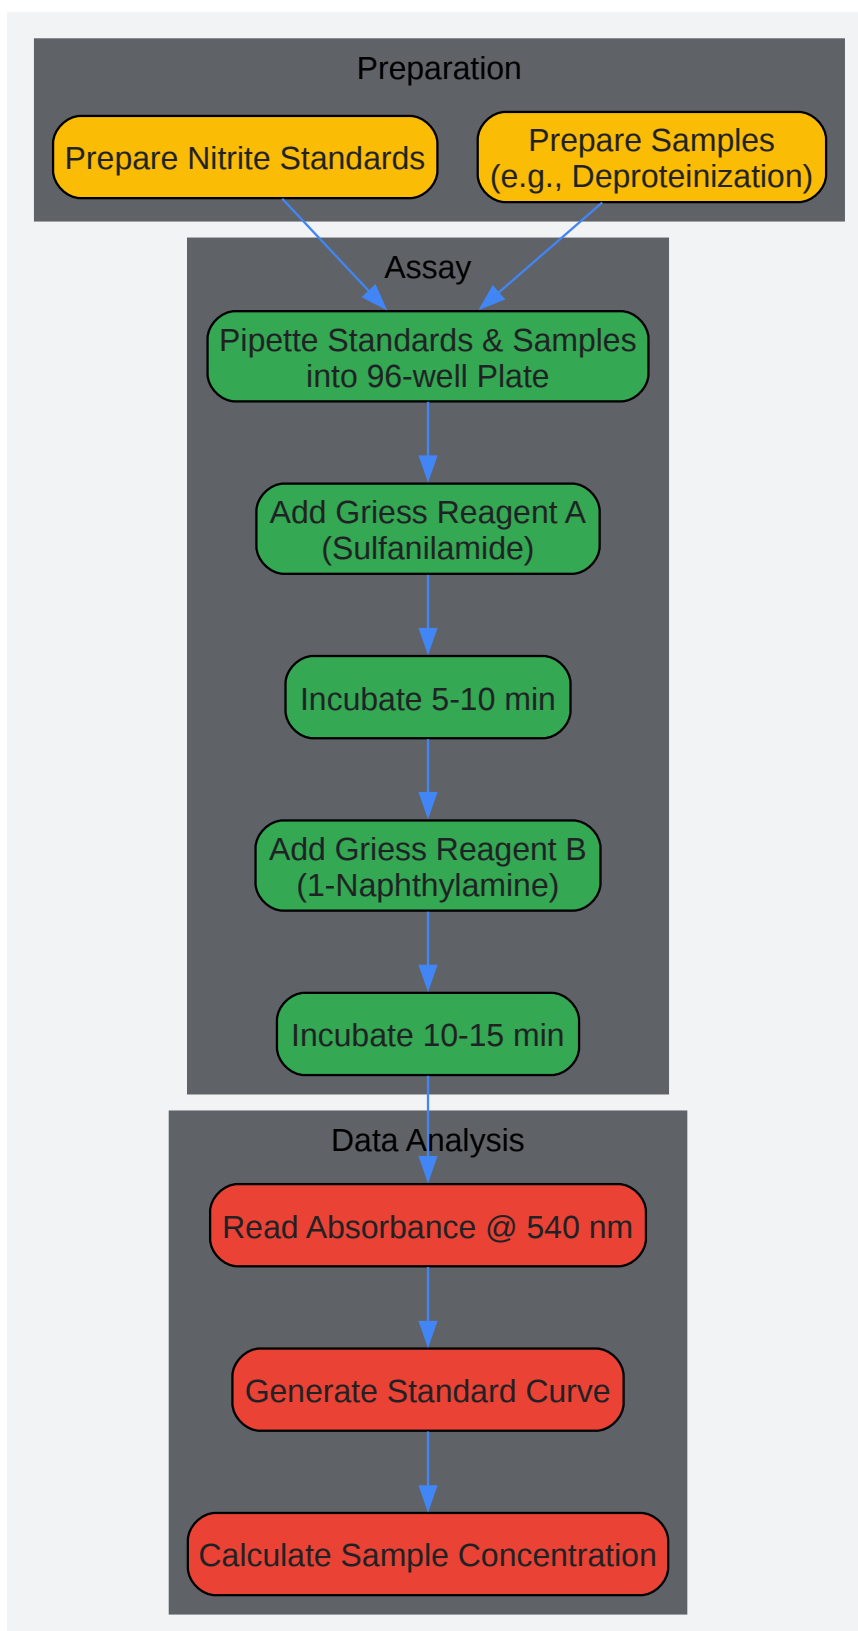 Preparation
Prepare Nitrite Standards
Prepare Samples
(e.g., Deproteinization)
Assay
Pipette Standards & Samples
into 96-well Plate
Add Griess Reagent A
(Sulfanilamide)
Incubate 5-10 min
Add Griess Reagent B
(1-Naphthylamine)
Incubate 10-15 min
Data Analysis
Read Absorbance @ 540 nm
Generate Standard Curve
Calculate Sample Concentration